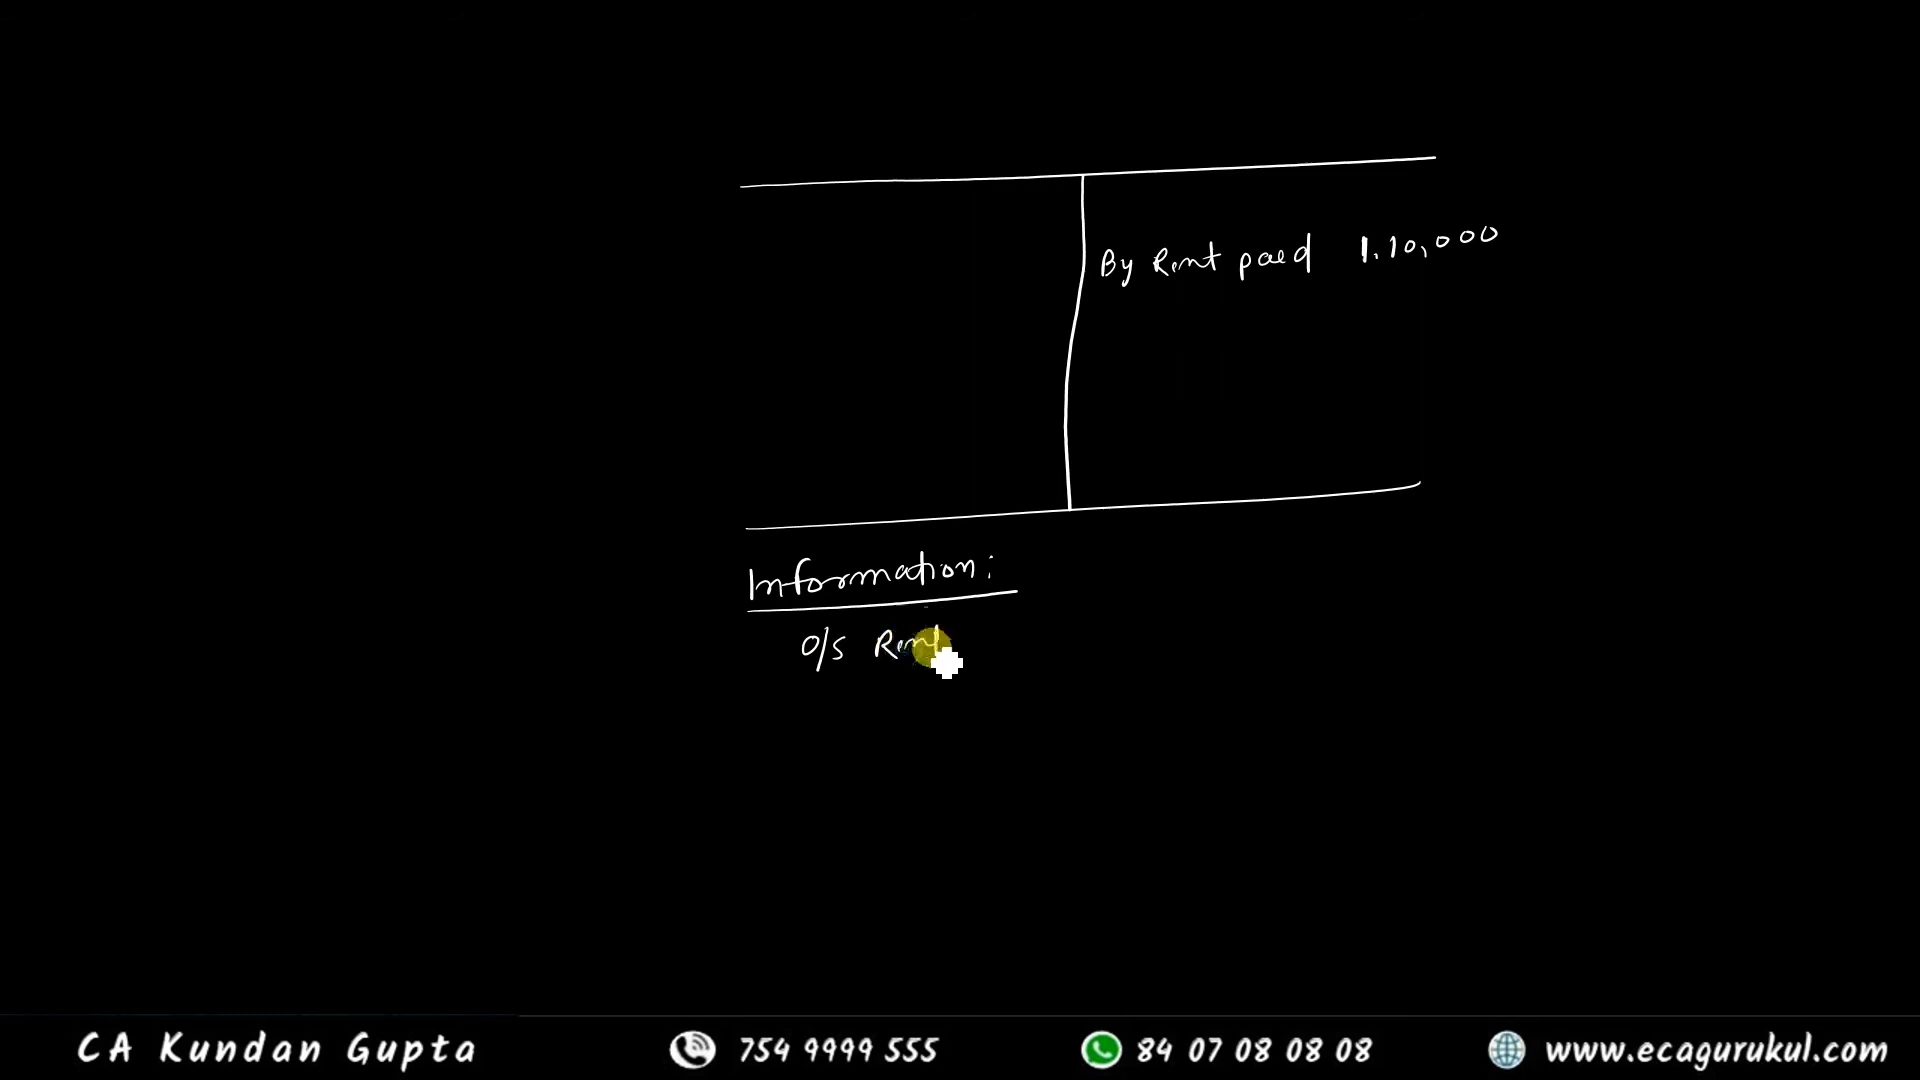 By Rent paid 1,10,000
Information:
O/S Rent
CA Kundan Gupta 754 9999 555 84 07 08 08 08 www.ecagurukul.com